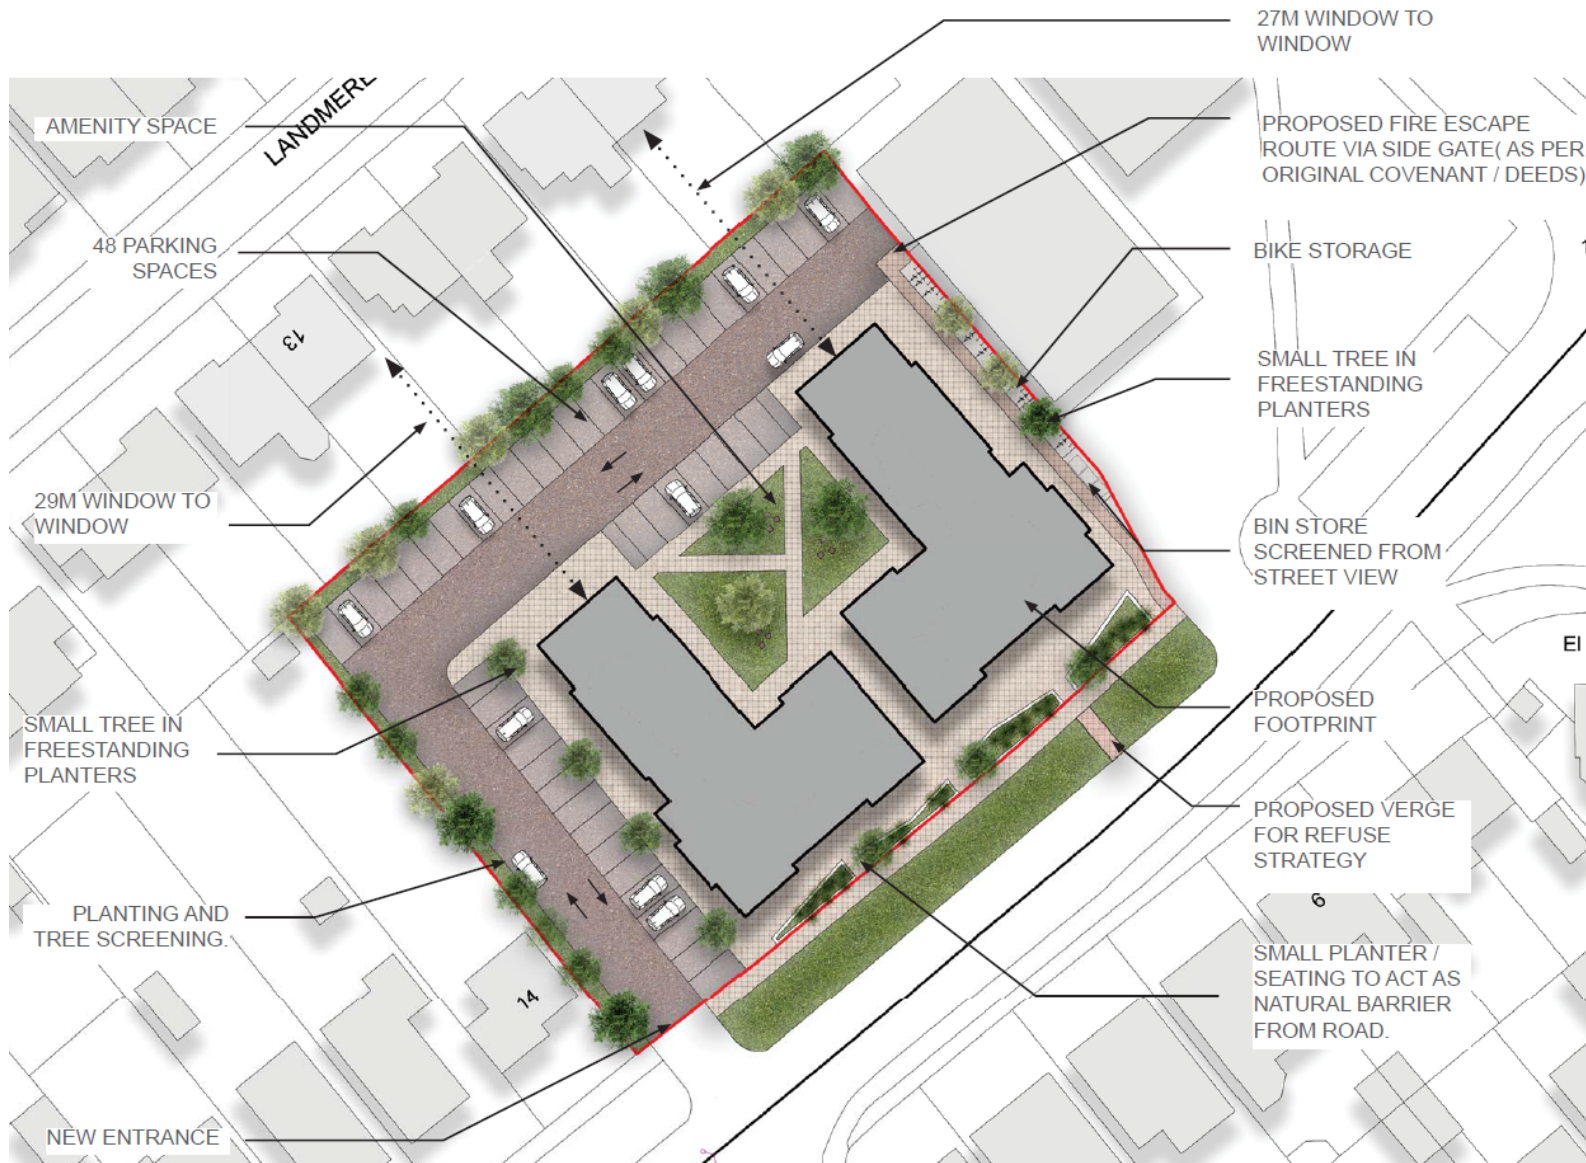 27M WINDOW TO
WINDOW
LANDMERE
AMENITY SPACE
PROPOSED FIRE ESCAPE
ROUTE VIA SIDE GATE( AS PER
ORIGINAL COVENANT / DEEDS)
48 PARKING
SPACES
BIKE STORAGE
13
SMALL TREE IN
FREESTANDING
PLANTERS
29M WINDOW TO
WINDOW
BIN STORE
SCREENED FROM
STREET VIEW
El
SMALL TREE IN
FREESTANDING
PLANTERS
PROPOSED
FOOTPRINT
PROPOSED VERGE
FOR REFUSE
STRATEGY
PLANTING AND
TREE SCREENING.
SMALL PLANTER /
SEATING TO ACT AS
NATURAL BARRIER
FROM ROAD.
14
NEW ENTRANCE